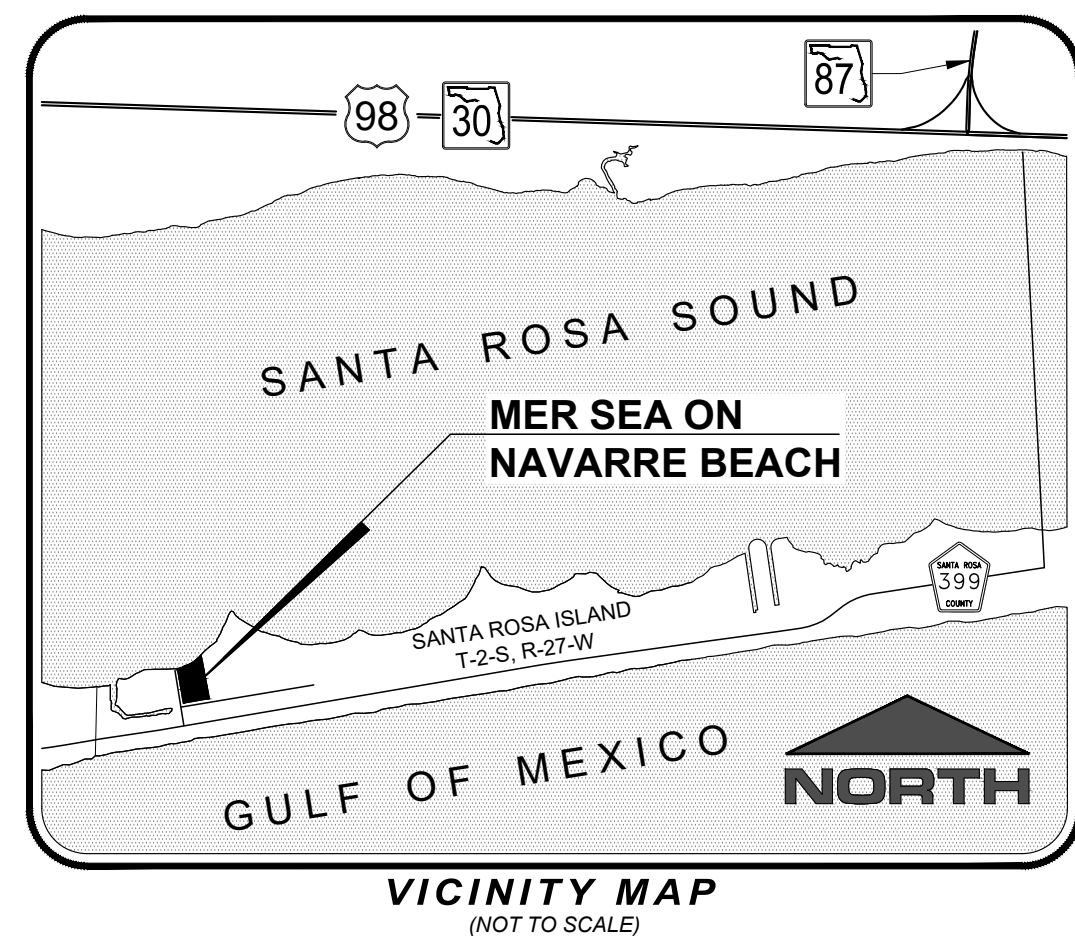 87
98
30
SANTA ROSA SOUND
MER SEA ON
NAVARRE BEACH
SANTA ROSA
399
COUNTY
SANTA ROSA ISLAND
T-2-S, R-27-W
GULF OF MEXICO
NORTH
VICINITY MAP
(NOT TO SCALE)